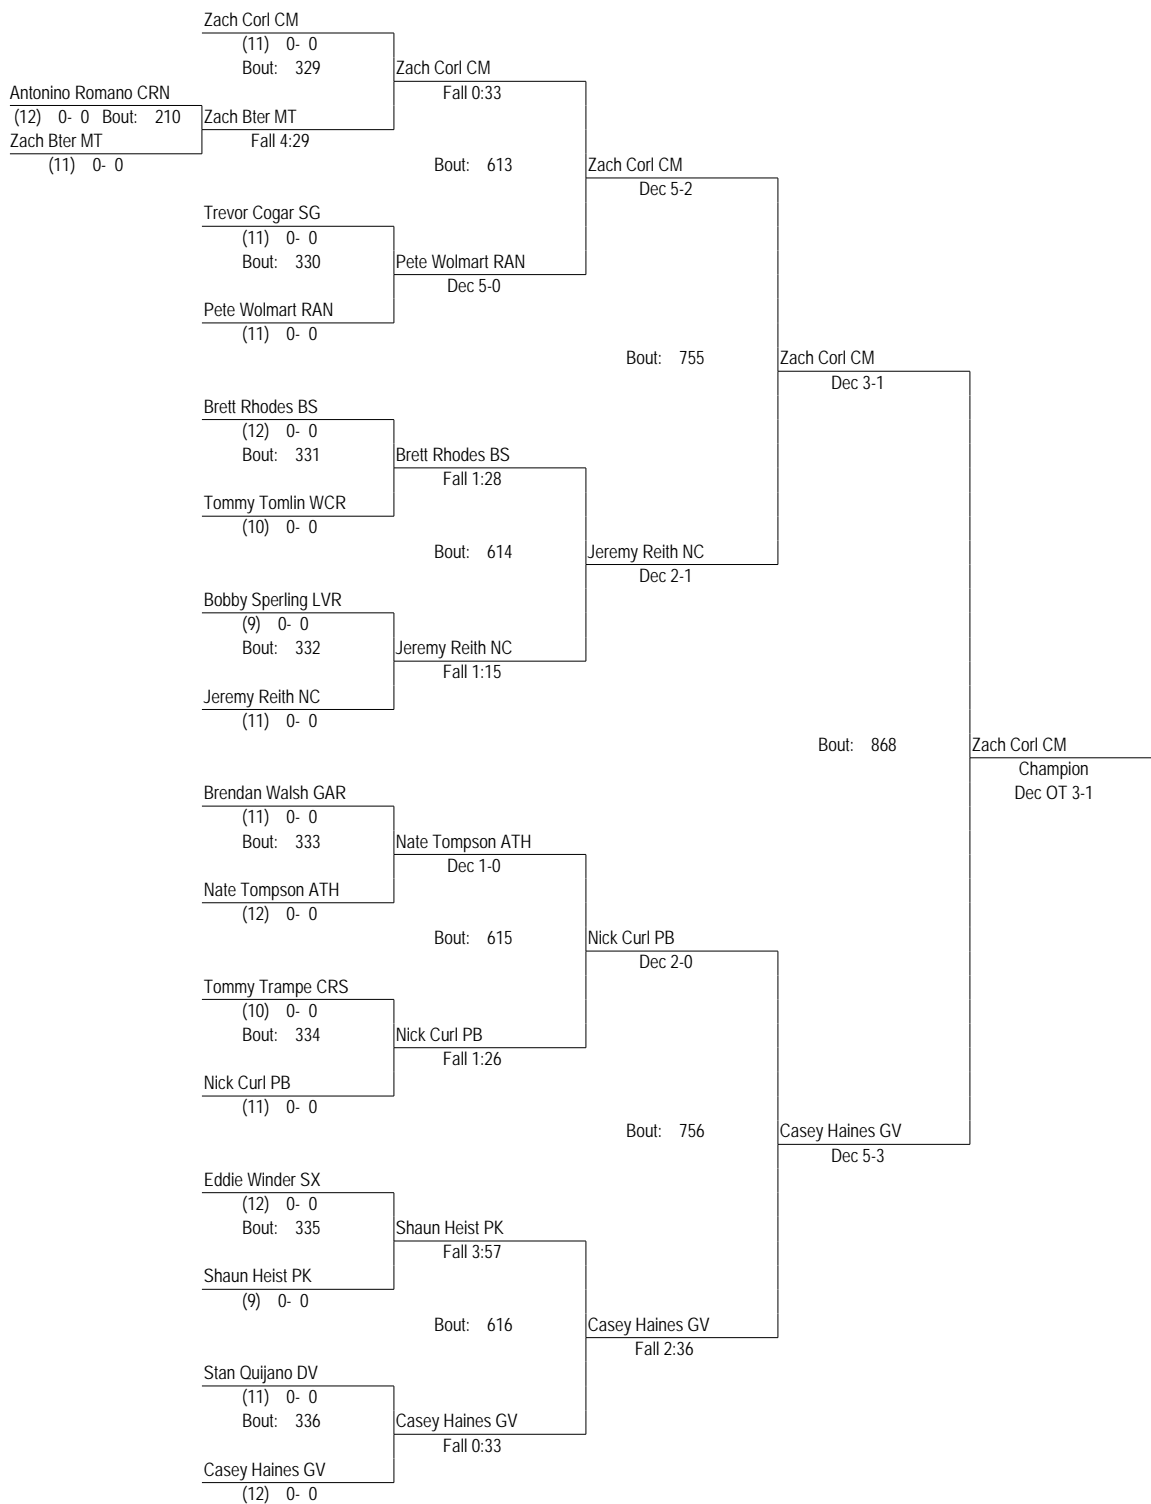 Zach Corl CM
(11) 0- 0
Bout: 329
Zach Corl CM
Fall 0:33
Antonino Romano CRN
(12) 0- 0 Bout: 210
Zach Bter MT
Fall 4:29
Zach Bter MT
(11) 0- 0
Bout: 613
Zach Corl CM
Dec 5-2
Trevor Cogar SG
(11) 0- 0
Bout: 330
Pete Wolmart RAN
Dec 5-0
Pete Wolmart RAN
(11) 0- 0
Bout: 755
Zach Corl CM
Dec 3-1
Brett Rhodes BS
(12) 0- 0
Bout: 331
Brett Rhodes BS
Fall 1:28
Tommy Tomlin WCR
(10) 0- 0
Bout: 614
Jeremy Reith NC
Dec 2-1
Bobby Sperling LVR
(9) 0- 0
Bout: 332
Jeremy Reith NC
Fall 1:15
Jeremy Reith NC
(11) 0- 0
Bout: 868
Zach Corl CM
Champion
Dec OT 3-1
Brendan Walsh GAR
(11) 0- 0
Bout: 333
Nate Tompson ATH
Dec 1-0
Nate Tompson ATH
(12) 0- 0
Bout: 615
Nick Curl PB
Dec 2-0
Tommy Trampe CRS
(10) 0- 0
Bout: 334
Nick Curl PB
Fall 1:26
Nick Curl PB
(11) 0- 0
Bout: 756
Casey Haines GV
Dec 5-3
Eddie Winder SX
(12) 0- 0
Bout: 335
Shaun Heist PK
Fall 3:57
Shaun Heist PK
(9) 0- 0
Bout: 616
Casey Haines GV
Fall 2:36
Stan Quijano DV
(11) 0- 0
Bout: 336
Casey Haines GV
Fall 0:33
Casey Haines GV
(12) 0- 0